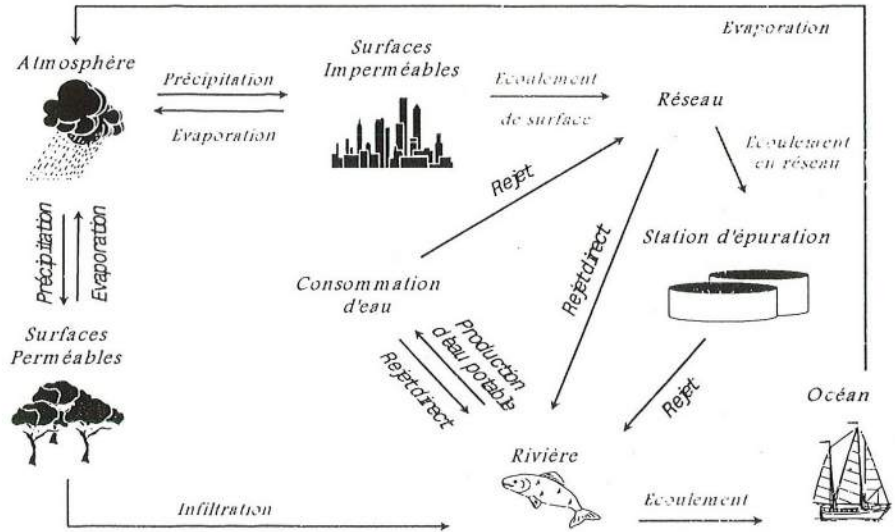 Evaporation
Atmosphère
Surfaces
Imperméables
Précipitation
Evaporation
Ecoulement
de surface
Réseau
Ecoulement
en réseau
Rejet
Précipitation
Evaporation
Rejet direct
Station d'épuration
Consommation
d'eau
Surfaces
Perméables
Production
d'eau potable
Rejet direct
Rejet
Océan
Rivière
Infiltration
Ecoulement